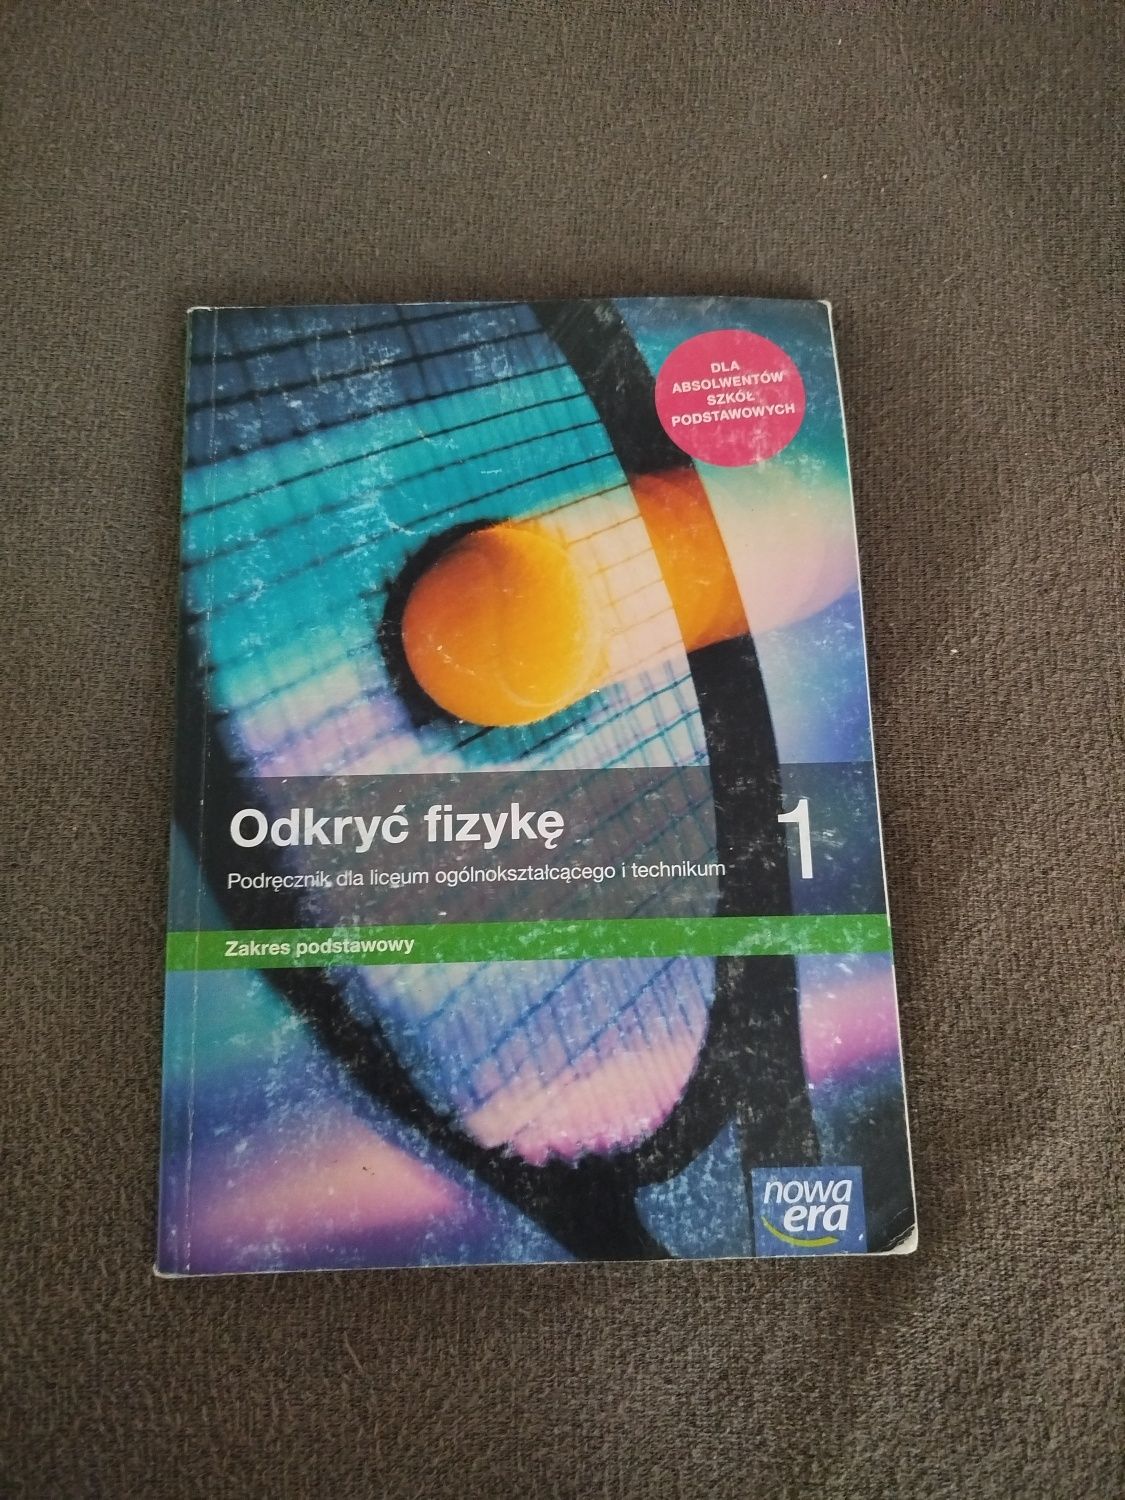 DLA
ABSOLWENTÓW
SZKÓŁ
PODSTAWOWYCH
Odkryć fizykę
1
Podręcznik dla liceum ogólnokształcącego i technikum
Zakres podstawowy
nowa
era